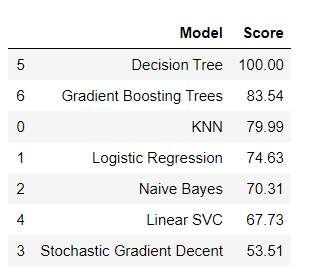 Model Score
5 Decision Tree 100.00
6 Gradient Boosting Trees 83.54
0 KNN 79.99
1 Logistic Regression 74.63
2 Naive Bayes 70.31
4 Linear SVC 67.73
3 Stochastic Gradient Decent 53.51